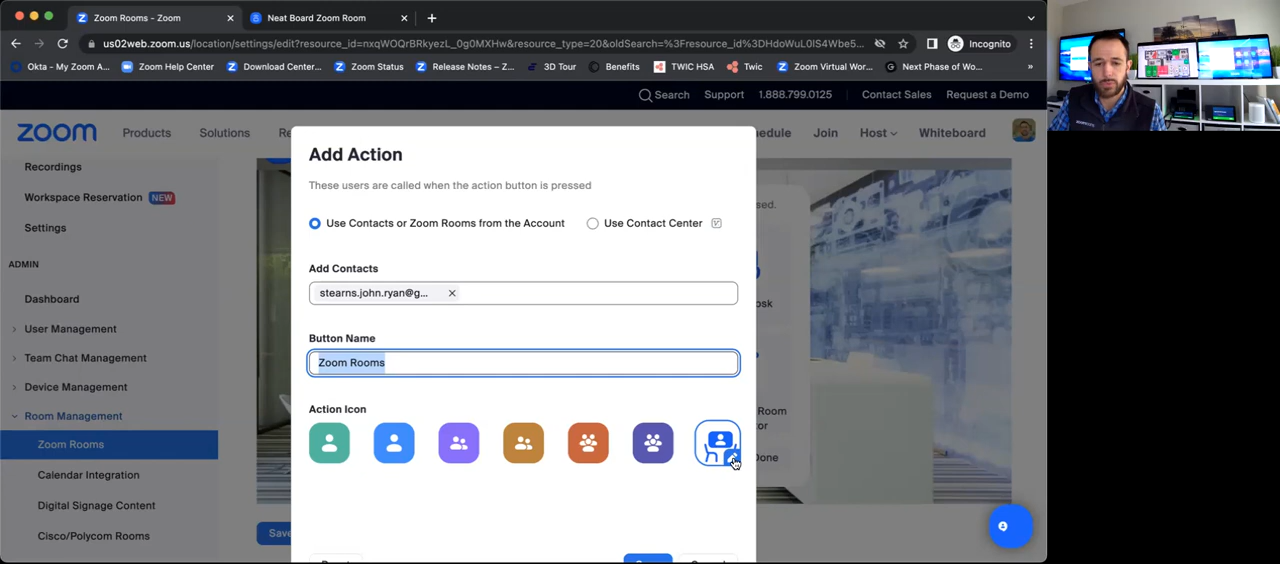 Zoom Rooms - Zoom
Neat Board Zoom Room
us02web.zoom.us/location/settings/edit?resource_id=nxqWOQrBRkyezL_0g0MXHw&resource_type=20&oldSearch=%3Fresource_id%3DHdoWuL0IS4Wbe5...
Incognito
Okta - My Zoom A...
Zoom Help Center
Download Center...
Zoom Status
- Z...
3D Tour
Benefits
TWIC HSA
Twic
Zoom Virtual Wor...
Next Phase of Wo...
»
Search
Support
1.888.799.0125
Contact Sales
Request a Demo
zoom
Products
Solutions
Re
hedule
Join
Host
Whiteboard
Recordings
Workspace Reservation NEW
Settings
ADMIN
Dashboard
User Management
Team Chat Management
Device Management
Room Management
Zoom Rooms
Calendar Integration
Digital Signage Content
Cisco/Polycom Rooms
Add Action
These users are called when the action button is pressed
Use Contacts or Zoom Rooms from the Account
Use Contact Center
Add Contacts
stearns.john.ryan@g...
Button Name
Zoom Rooms
Action Icon
sed.
sk
Room
or
Done
Save